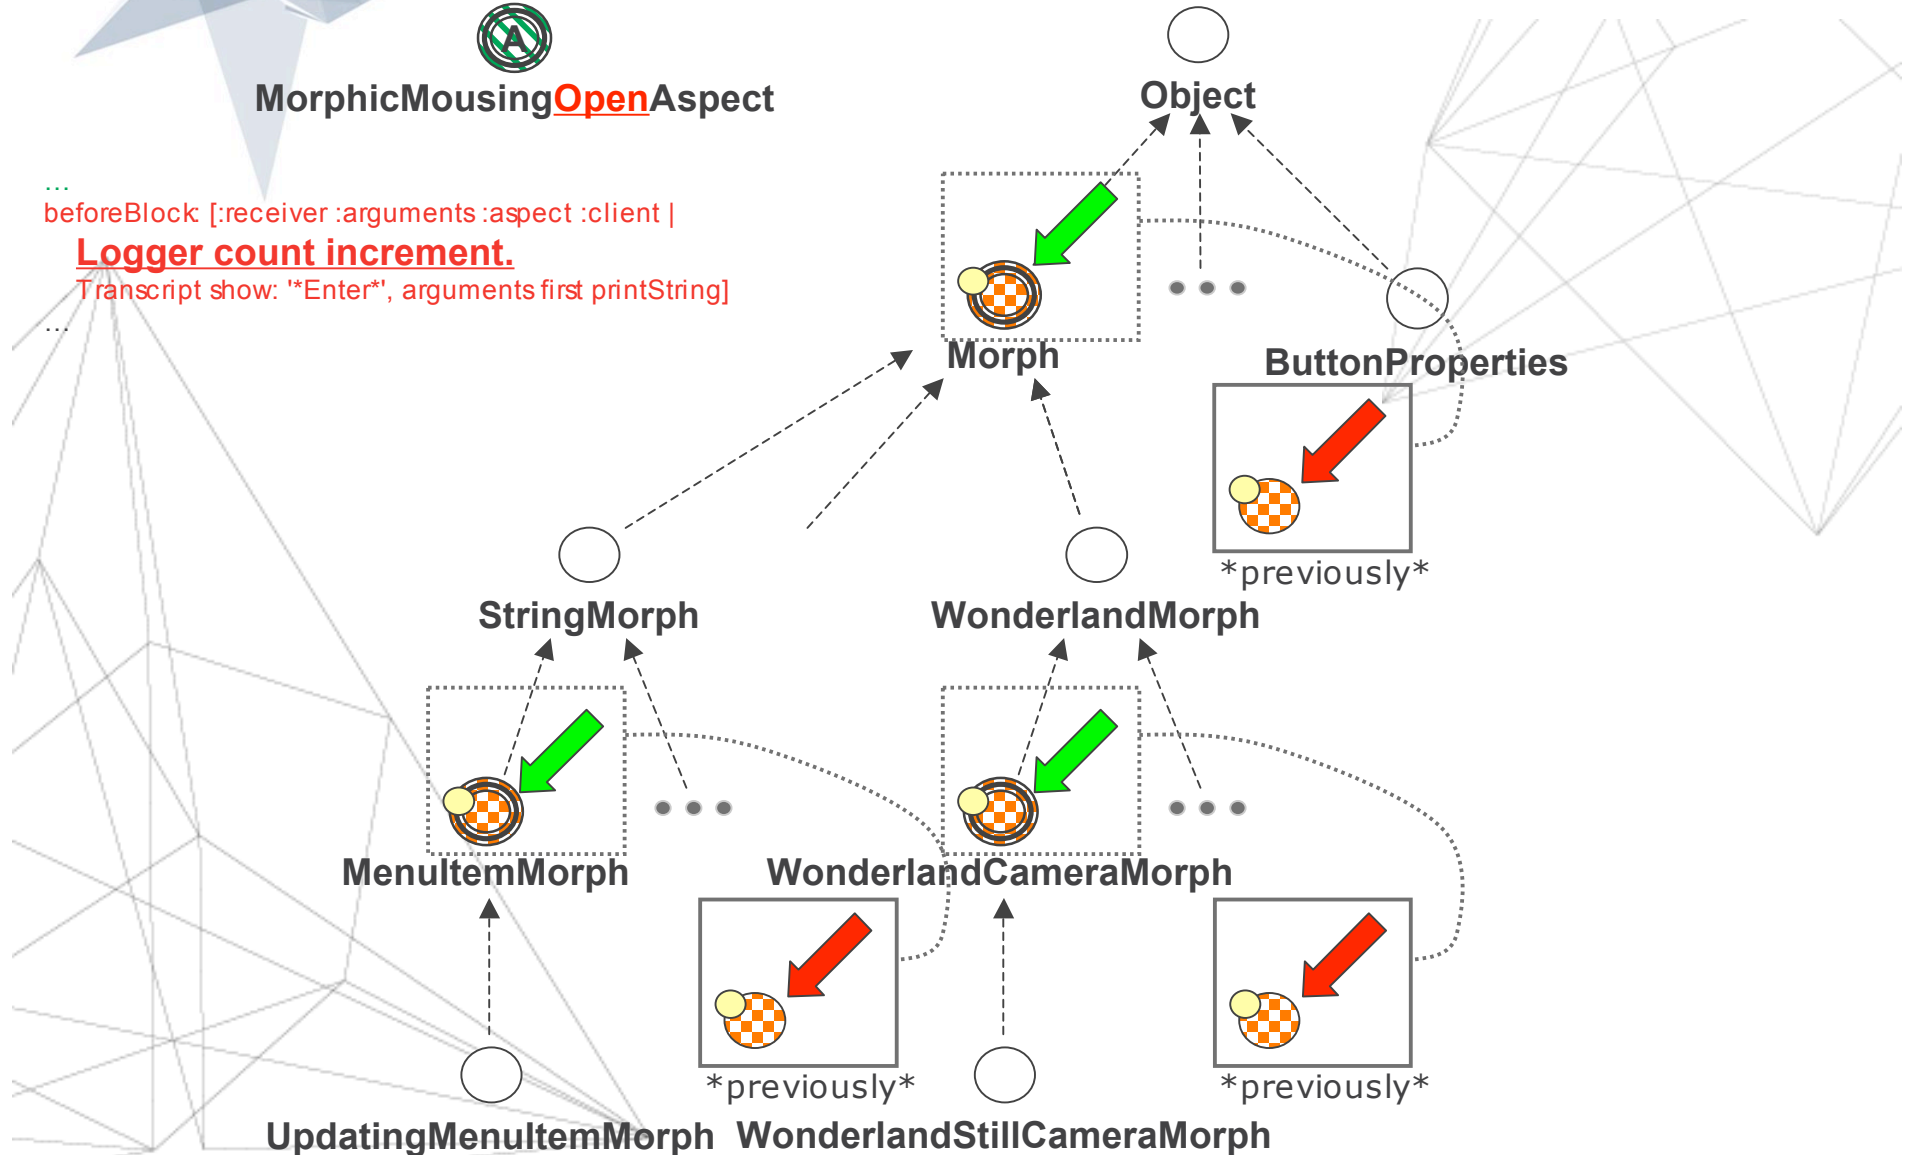 A
MorphicMousingOpenAspect
Object
...
beforeBlock: [:receiver :arguments :aspect :client |
Logger count increment.
Transcript show: '*Enter*', arguments first printString]
...
Morph
ButtonProperties
*previously*
StringMorph
WonderlandMorph
MenuItemMorph
WonderlandCameraMorph
*previously*
*previously*
UpdatingMenuItemMorph
WonderlandStillCameraMorph